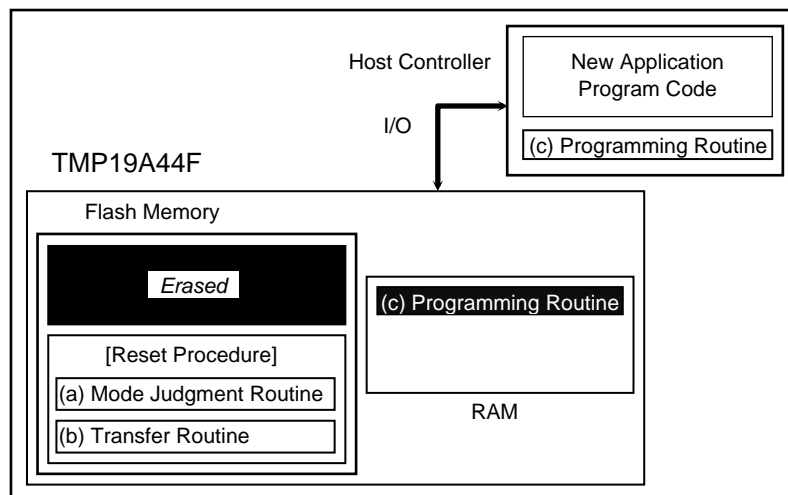 Host Controller
New Application
Program Code
I/O
(c) Programming Routine
TMP19A44F
Flash Memory
Erased
(c) Programming Routine
[Reset Procedure]
(a) Mode Judgment Routine
(b) Transfer Routine
RAM